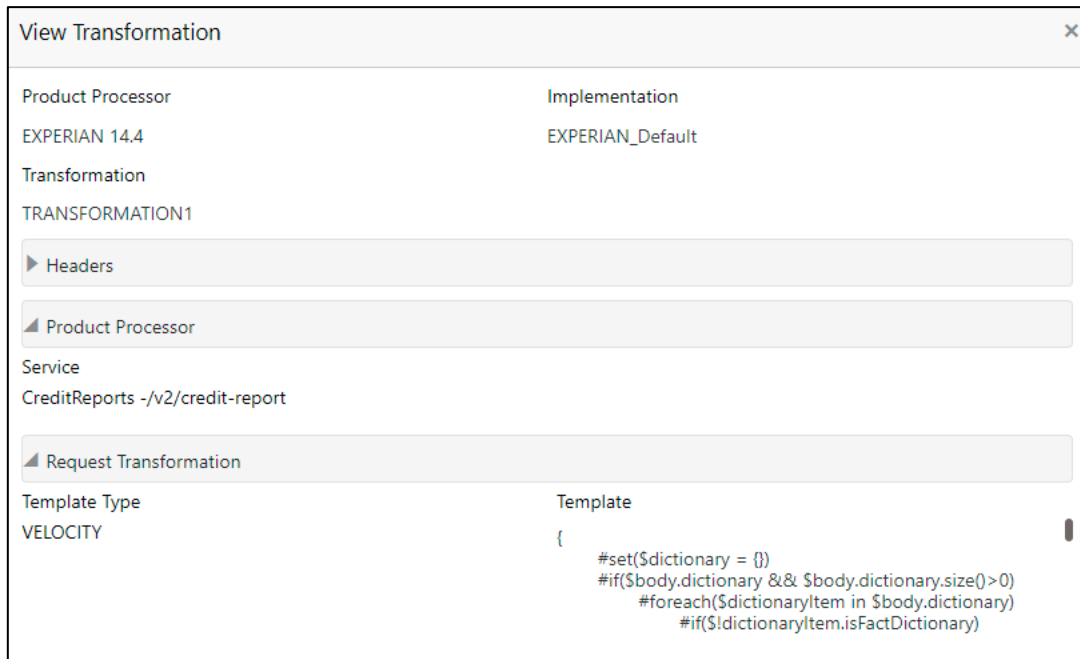 View Transformation
Product Processor
Implementation
EXPERIAN 14.4
EXPERIAN_Default
Transformation
TRANSFORMATION1
Headers
Product Processor
Service
CreditReports -/v2/credit-report
Request Transformation
Template Type
Template
VELOCITY
{
#set($dictionary = {})
#if($body.dictionary && $body.dictionary.size()>0)
#foreach($dictionaryItem in $body.dictionary)
#if($!dictionaryItem.isFactDictionary)